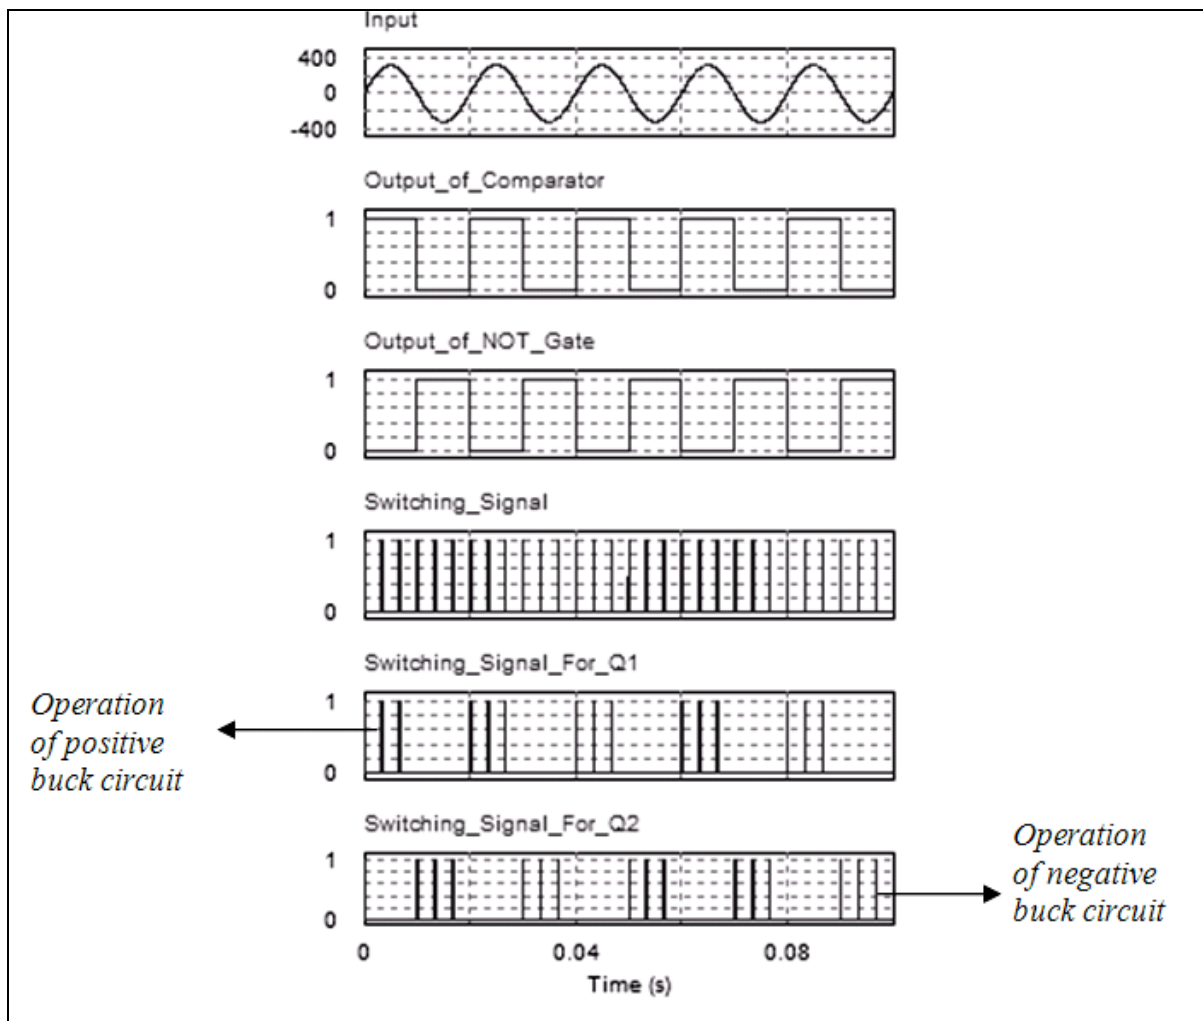 Input
400
0
-400
Output_of_Comparator
1
0
Output_of_NOT_Gate
1
0
Switching_Signal
1
0
Switching_Signal_For_Q1
1
0
Operation
of positive
buck circuit
Switching_Signal_For_Q2
1
0
Operation
of negative
buck circuit
0
0.04
0.08
Time (s)